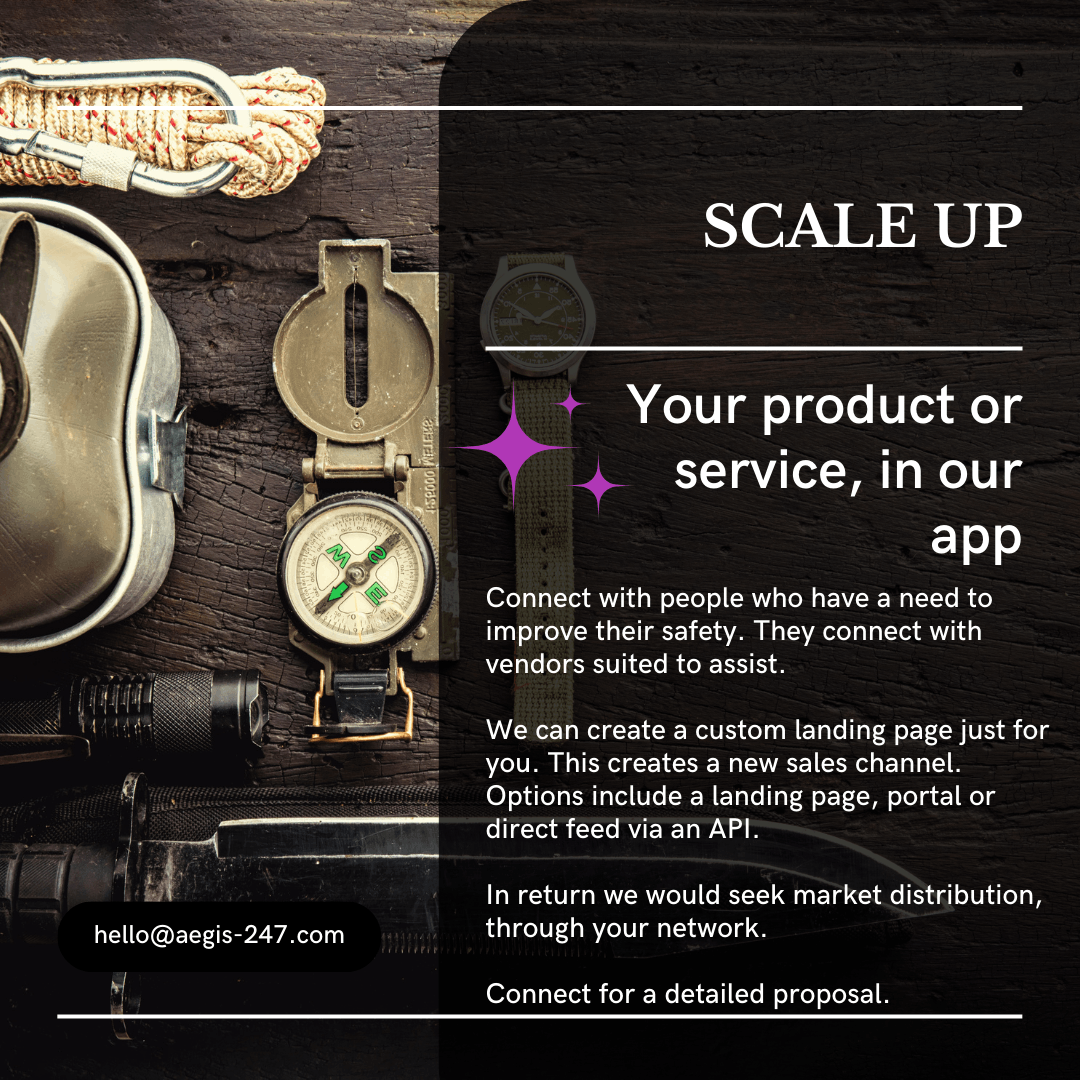 SCALE UP
Your product or
service, in our
app
Connect with people who have a need to
improve their safety. They connect with
vendors suited to assist.
We can create a custom landing page just for
you. This creates a new sales channel.
Options include a landing page, portal or
direct feed via an API.
In return we would seek market distribution,
through your network.
Connect for a detailed proposal.
hello@aegis-247.com
W
S
E
METERS